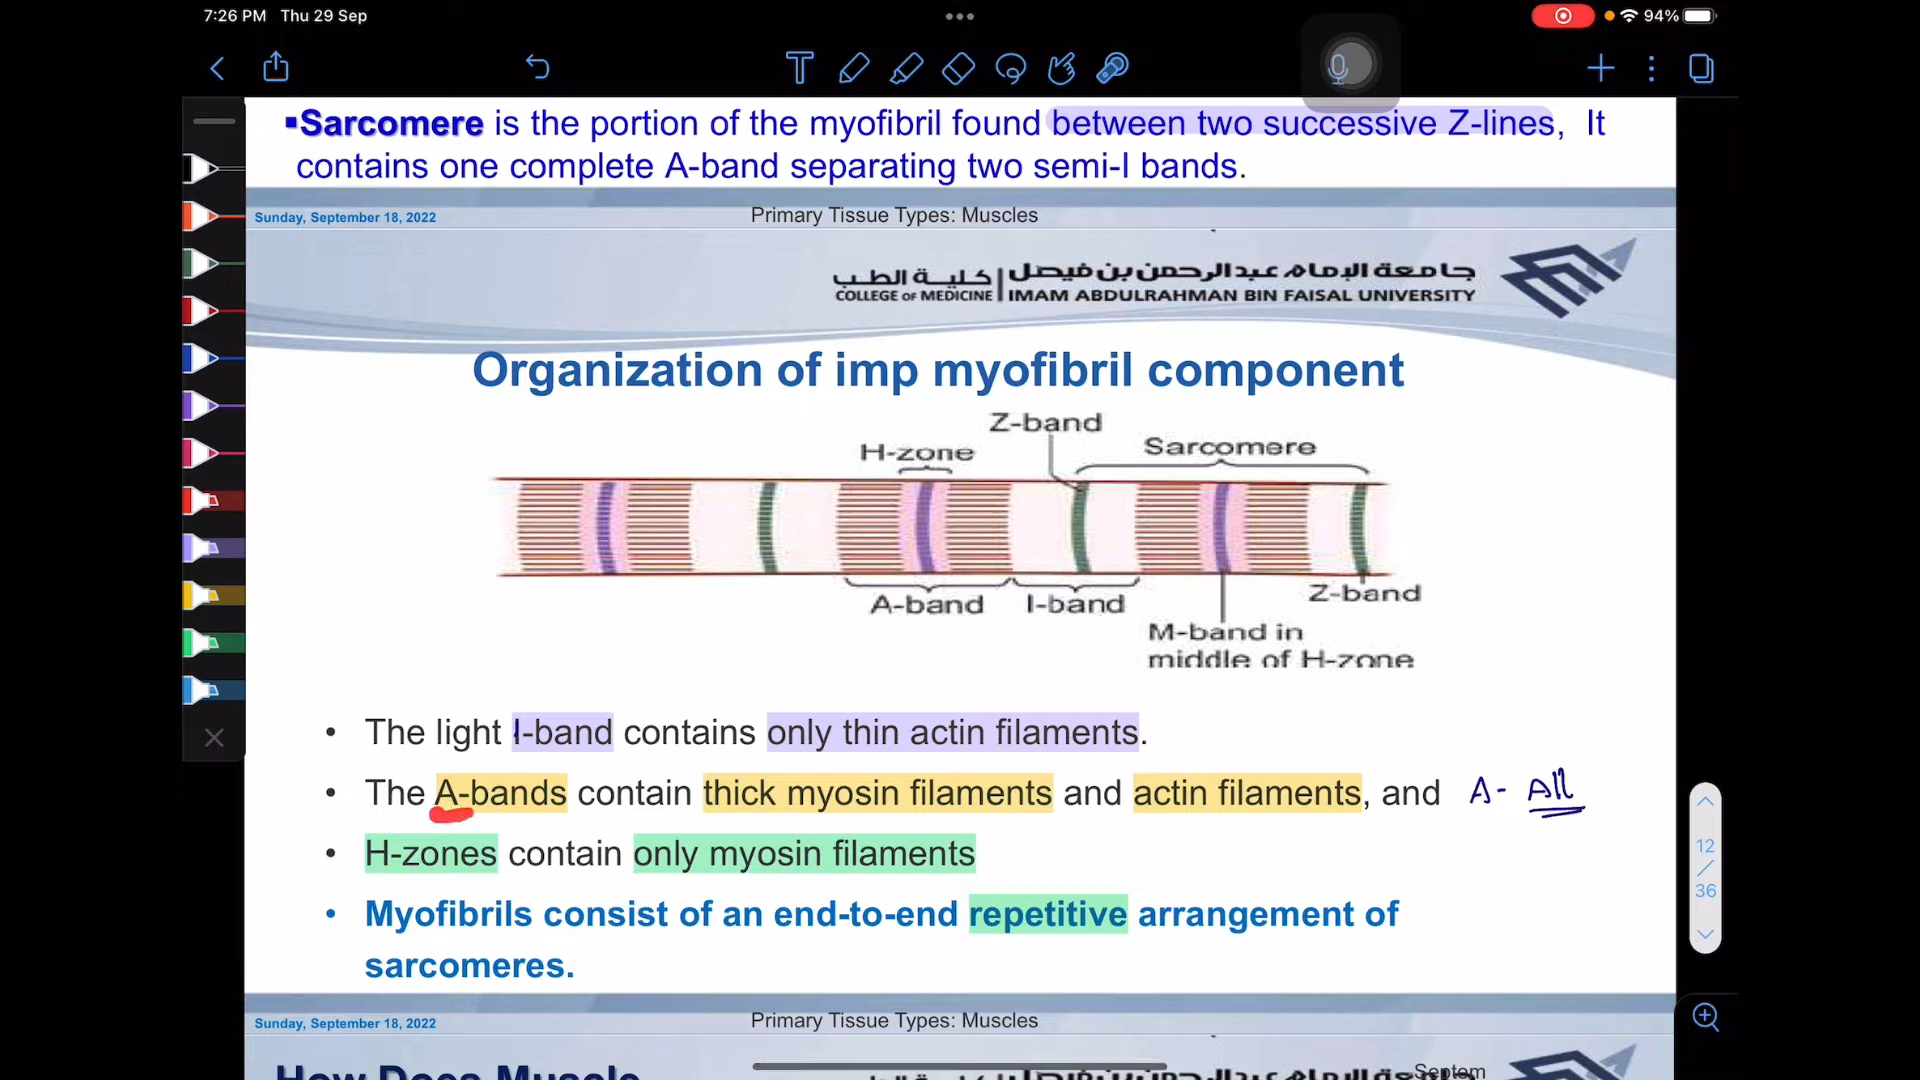 7:26 PM Thu 29 Sep
94%
▪Sarcomere is the portion of the myofibril found between two successive Z-lines, It
contains one complete A-band separating two semi-I bands.
Sunday, September 18, 2022
Primary Tissue Types: Muscles
كلية الطب | جامعة الإمام عبدالرحمن بن فيصل
COLLEGE OF MEDICINE | IMAM ABDULRAHMAN BIN FAISAL UNIVERSITY
Organization of imp myofibril component
Z-band
H-zone
Sarcomere
A-band
I-band
Z-band
M-band in
middle of H-zone
• The light I-band contains only thin actin filaments.
• The A-bands contain thick myosin filaments and actin filaments, and
A- All
• H-zones contain only myosin filaments
• Myofibrils consist of an end-to-end repetitive arrangement of
sarcomeres.
12
/
36
Sunday, September 18, 2022
Primary Tissue Types: Muscles
How Does Muscle
Septem